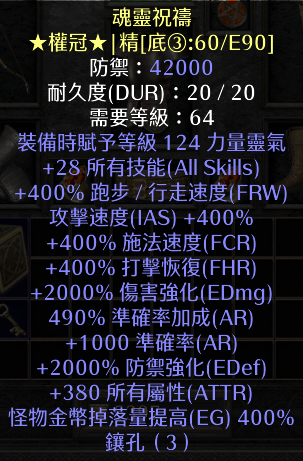 魂靈祝禱
★權冠★|精[底③:60/E90]
防禦：42000
耐久度(DUR)：20 / 20
需要等級：64
裝備時賦予等級 124 力量靈氣
+28 所有技能(All Skills)
+400% 跑步 / 行走速度(FRW)
攻擊速度(IAS) +400%
+400% 施法速度(FCR)
+400% 打擊恢復(FHR)
+2000% 傷害強化(EDmg)
490% 準確率加成(AR)
+1000 準確率(AR)
+2000% 防禦強化(EDef)
+380 所有屬性(ATTR)
怪物金幣掉落量提高(EG) 400%
鑲孔（3）